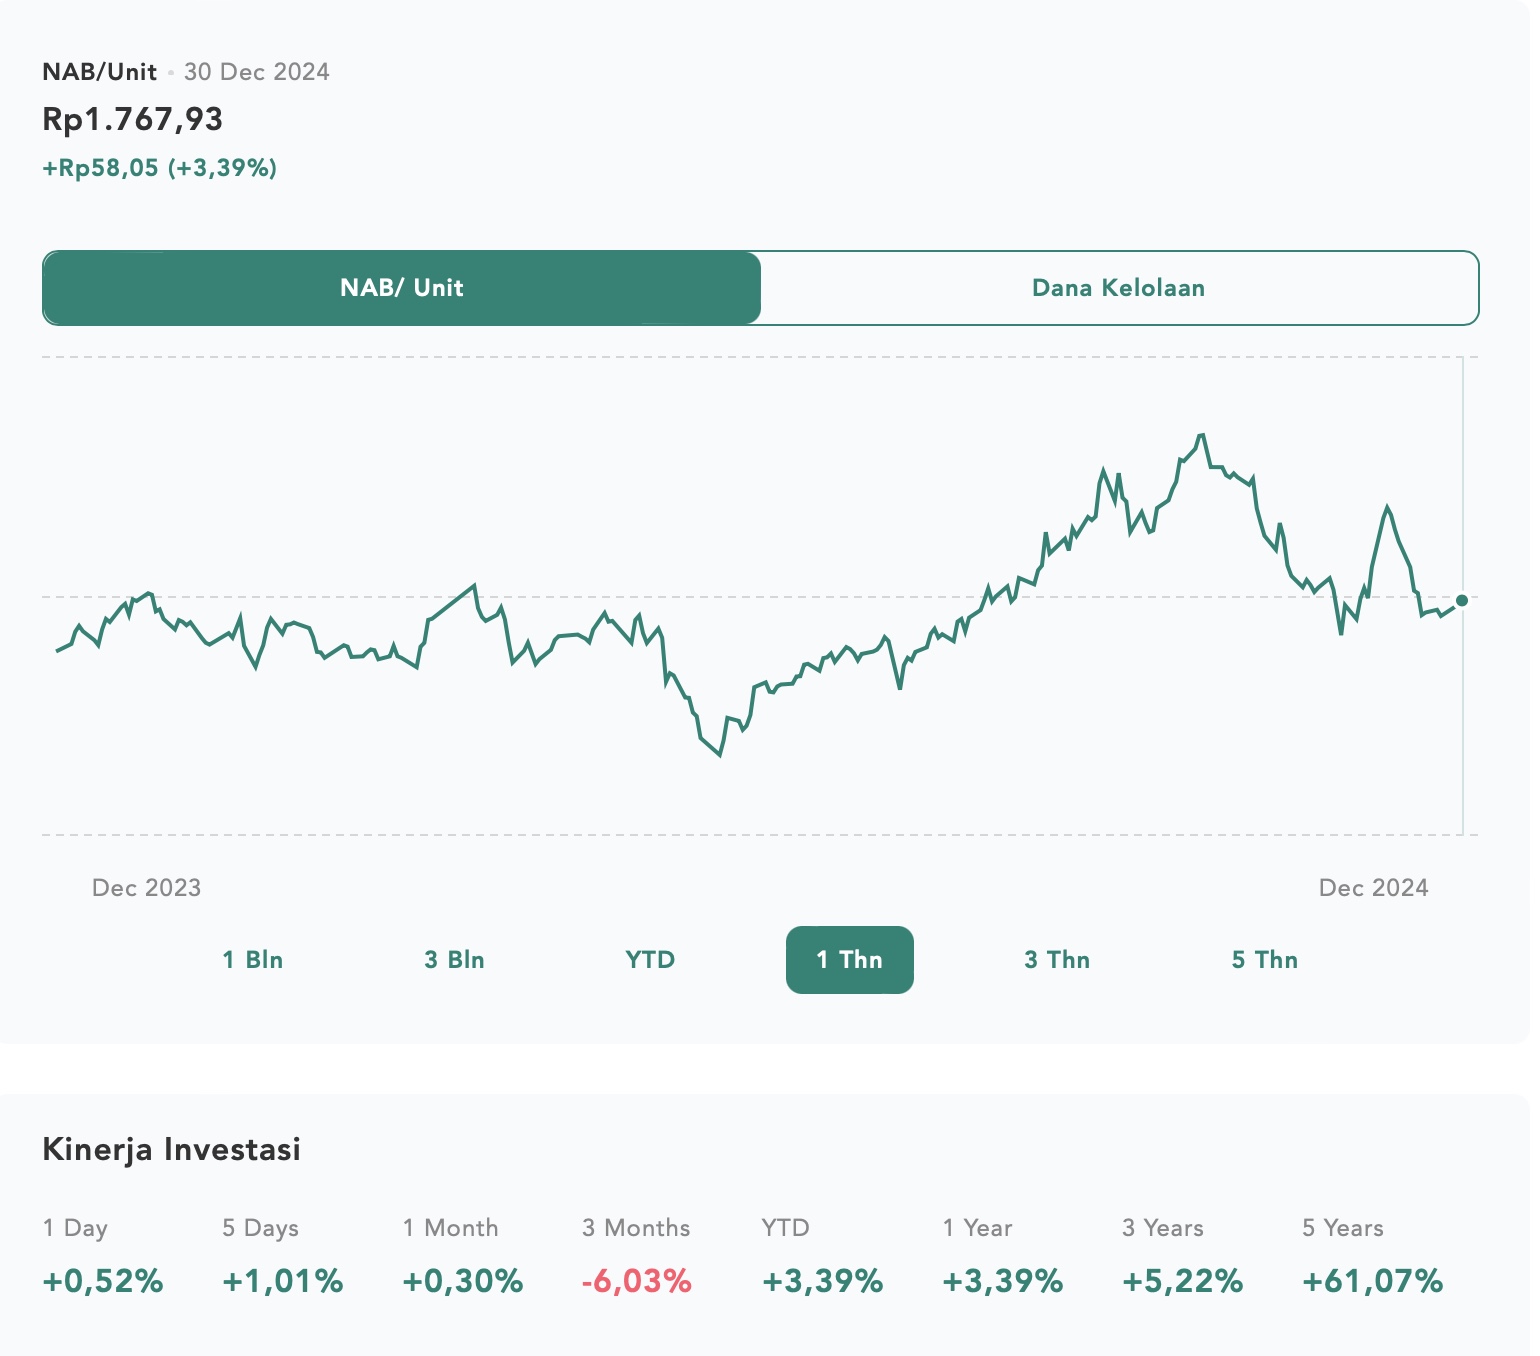 NAB/Unit • 30 Dec 2024
Rp1.767,93
+Rp58,05 (+3,39%)
NAB/ Unit Dana Kelolaan
Dec 2023 Dec 2024
1 Bln 3 Bln YTD 1 Thn 3 Thn 5 Thn
Kinerja Investasi
1 Day 5 Days 1 Month 3 Months YTD 1 Year 3 Years 5 Years
+0,52% +1,01% +0,30% -6,03% +3,39% +3,39% +5,22% +61,07%